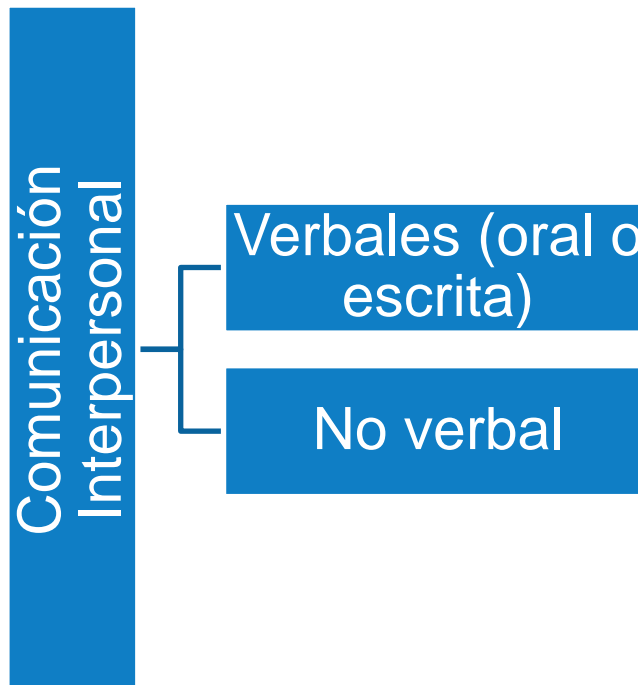 Comunicación
Interpersonal
Verbales (oral o
escrita)
No verbal